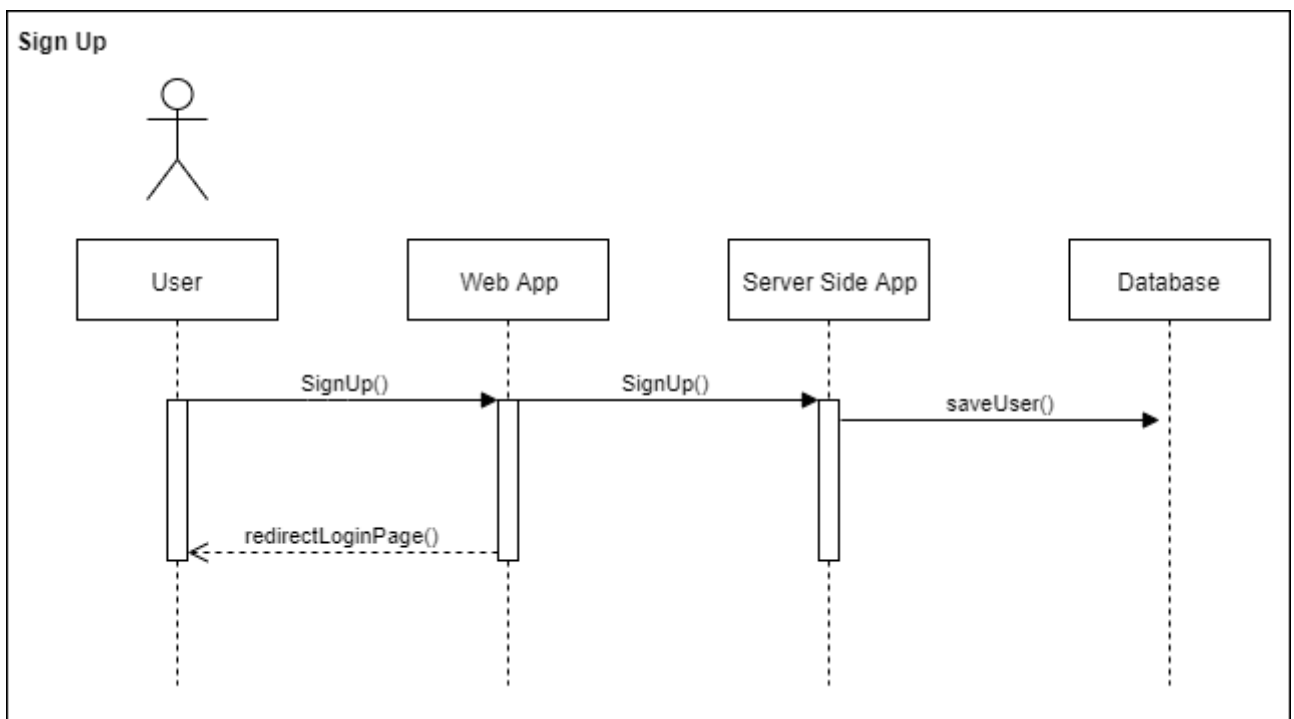 Sign Up
User
Web App
Server Side App
Database
SignUp()
SignUp()
saveUser()
redirectLoginPage()